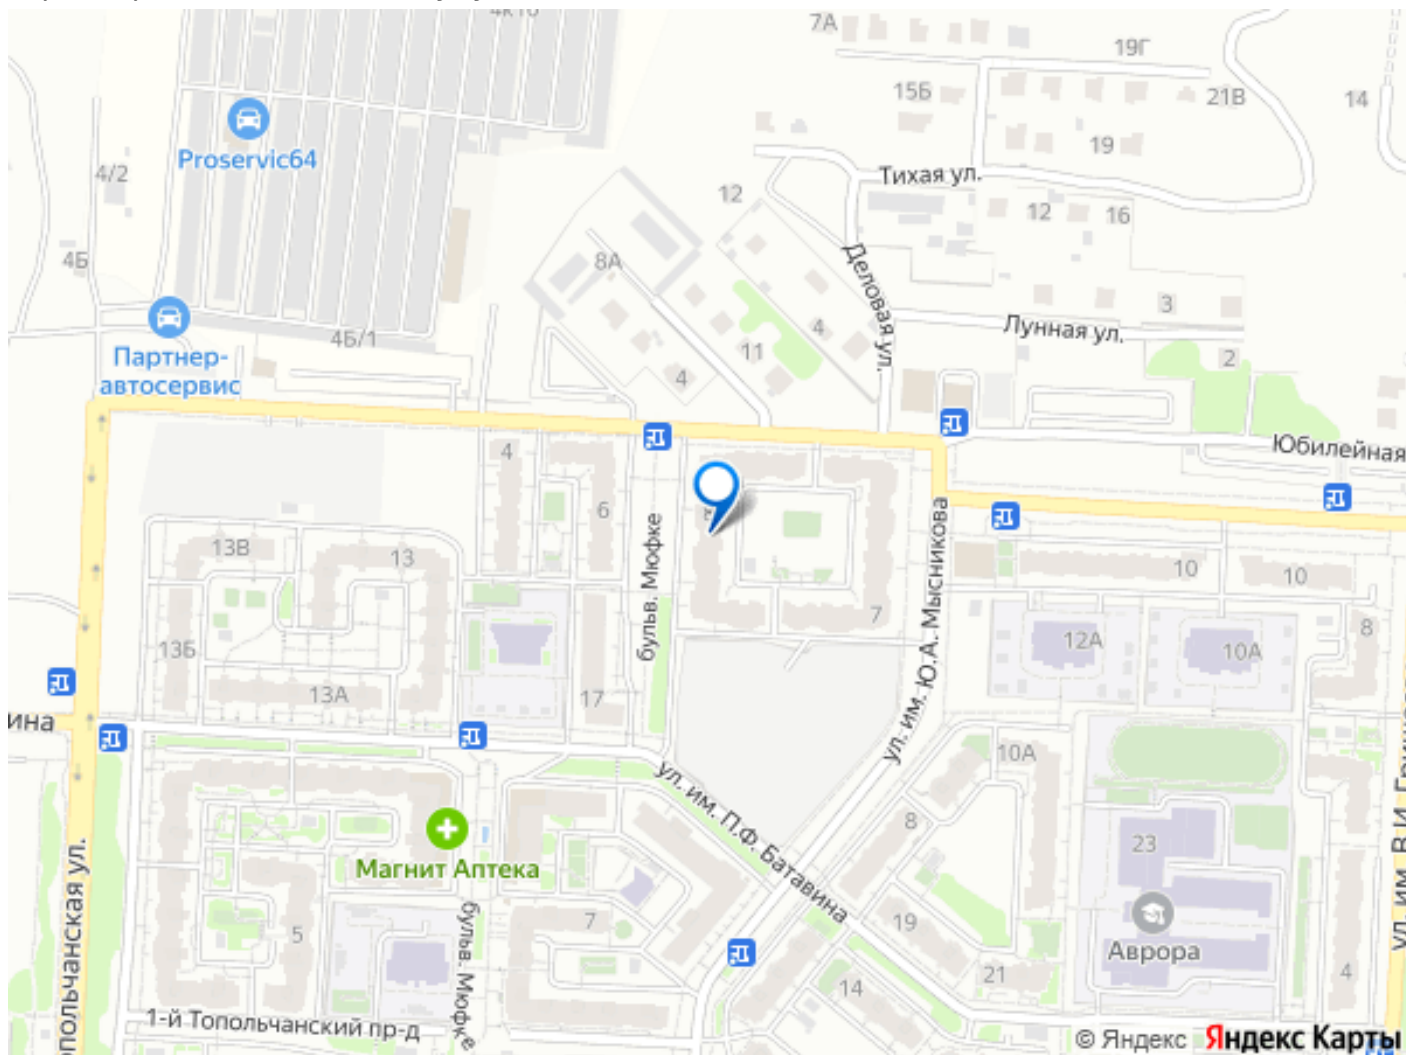 4к10
7А
19Г
15Б
21В
14
Proservic64
19
4/2
Тихая ул.
12
12
16
4Б
8А
Деловая ул.
3
4
Лунная ул.
4Б/1
11
2
Партнер-
автосервис
4
4
Юбилейная
6
бульв. Мюфке
ул. им. Ю.А. Мысникова
13В
13
10
10
7
8
12А
10А
13Б
13А
17
ина
10А
ул. им. П.Ф. Батавина
8
Магнит Аптека
23
опольчанская ул.
бульв. Мюфке
7
19
5
Аврора
21
4
14
1-й Топольчанский пр-д
© Яндекс Яндекс Карты